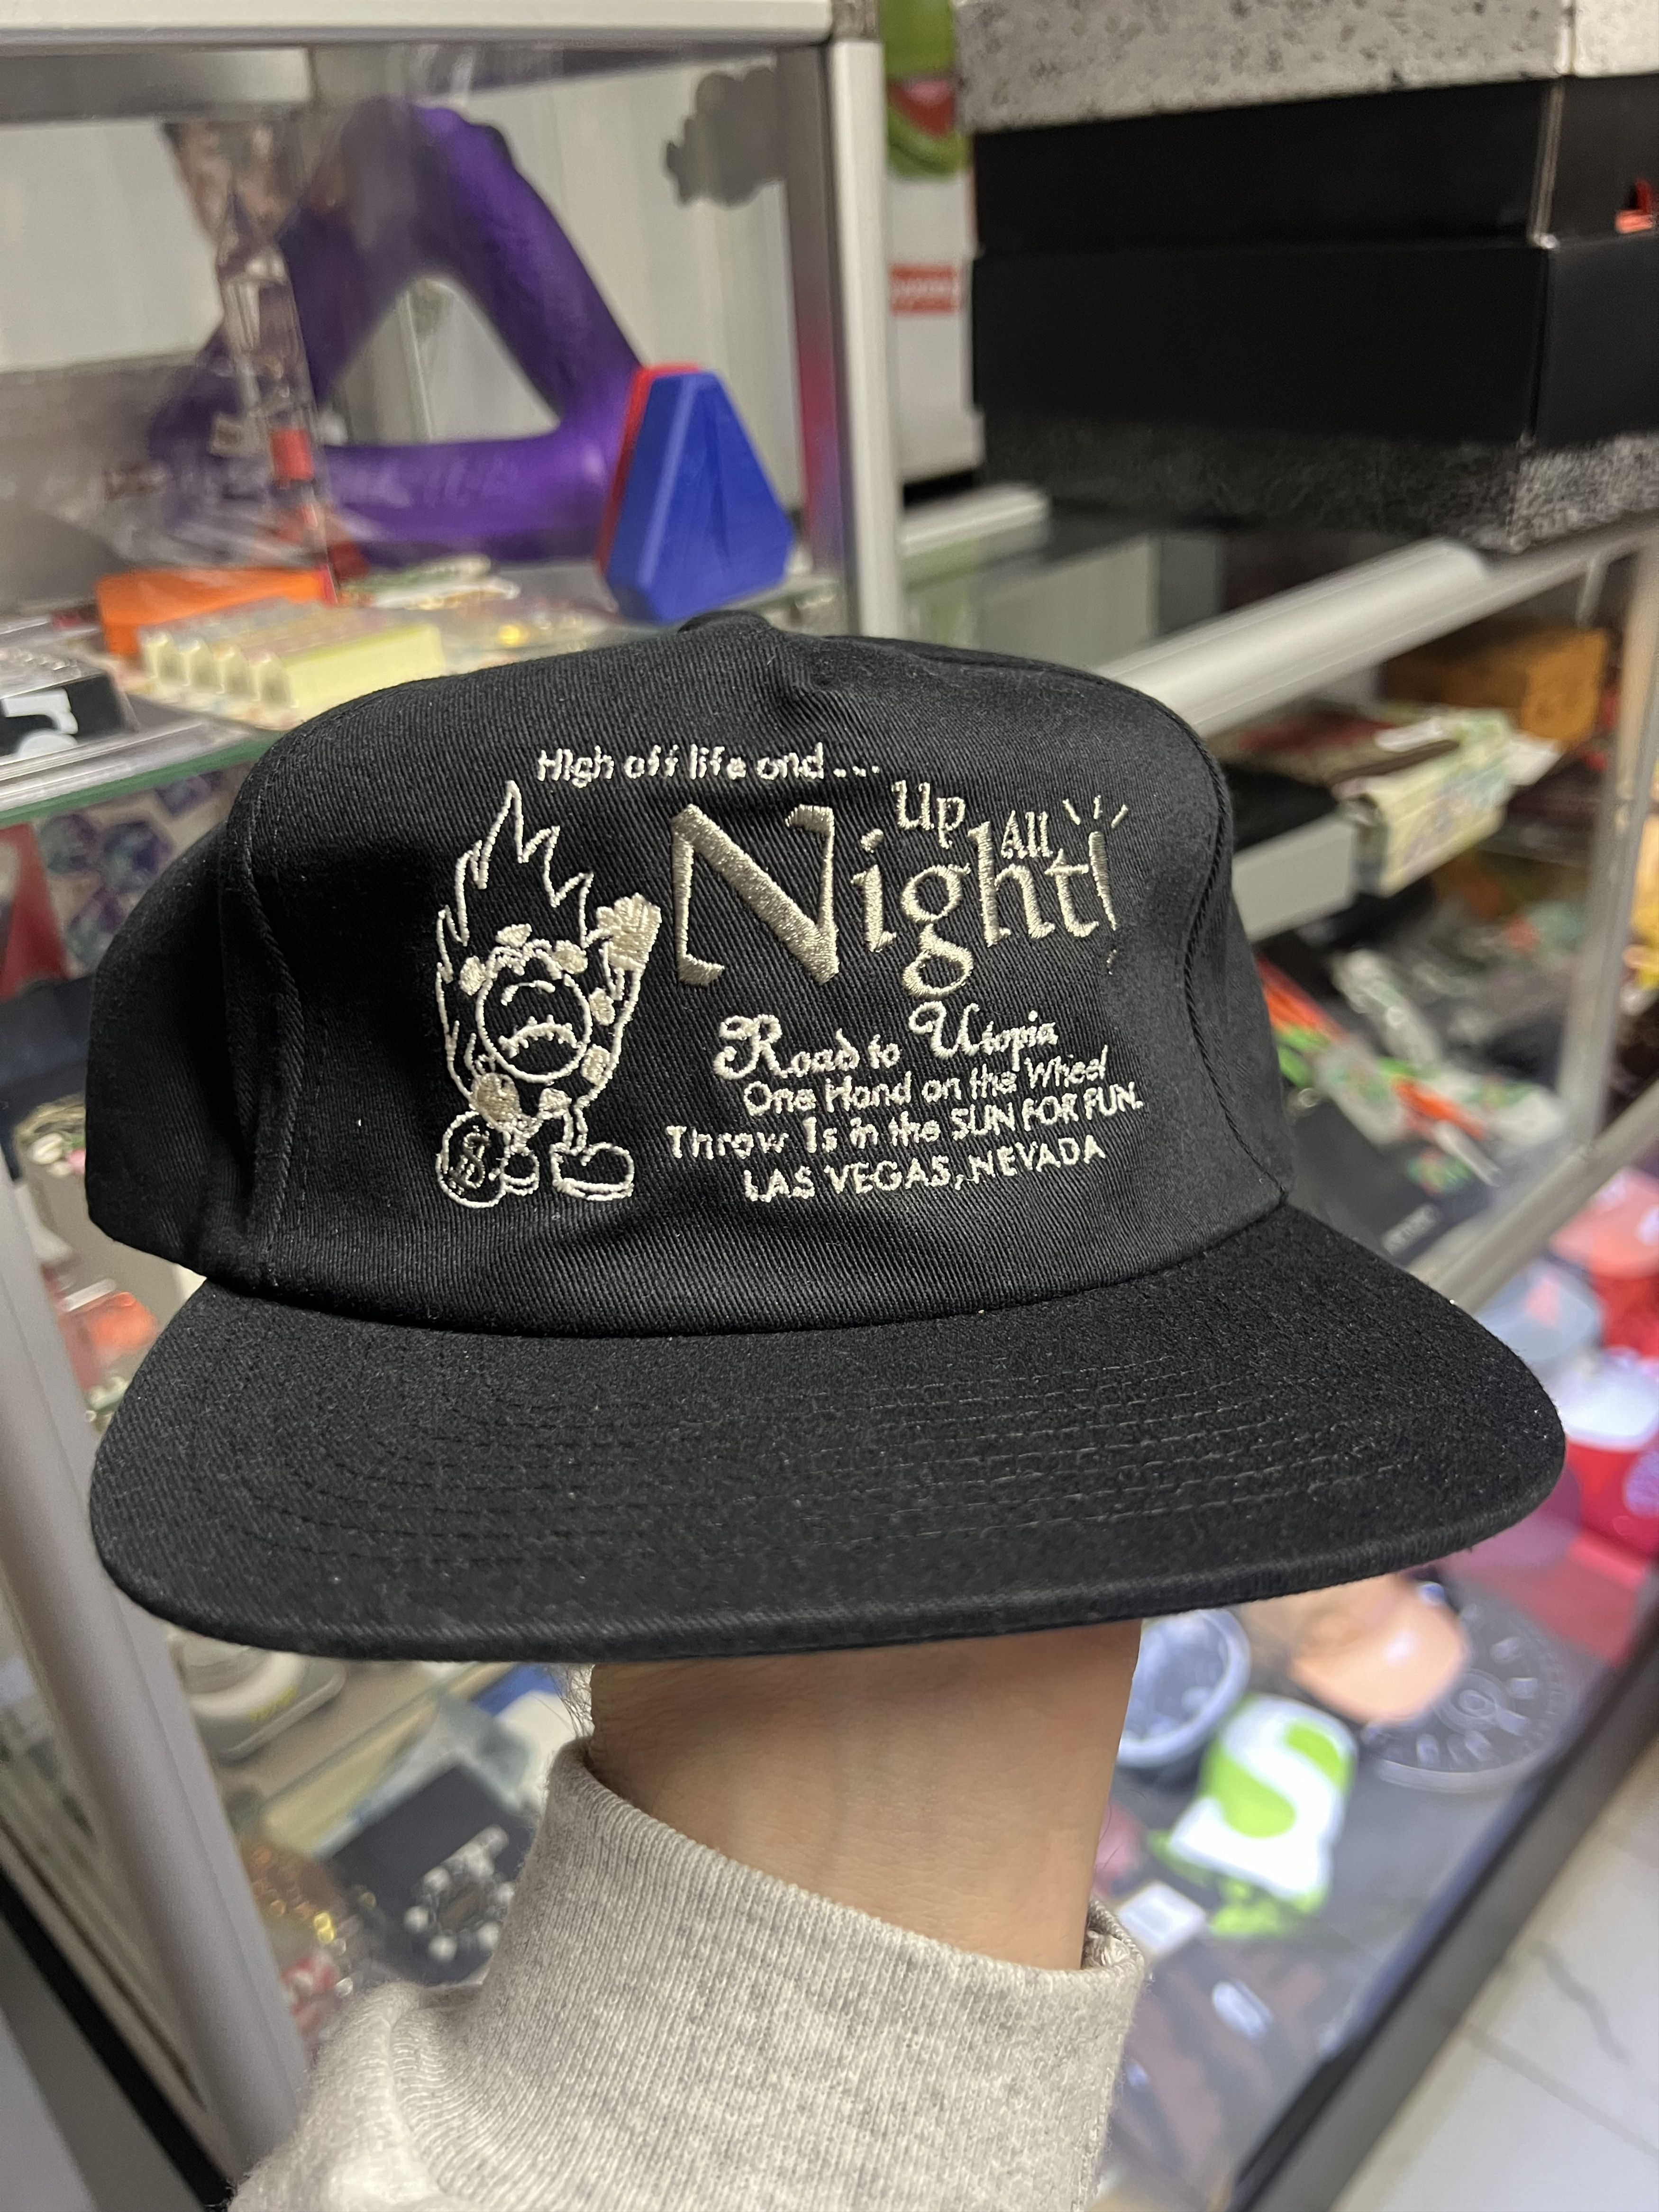 High off life and...
Up All
Night!
Road to Utopia
One Hand on the Wheel
Throw 1s in the SUN FOR FUN.
LAS VEGAS, NEVADA